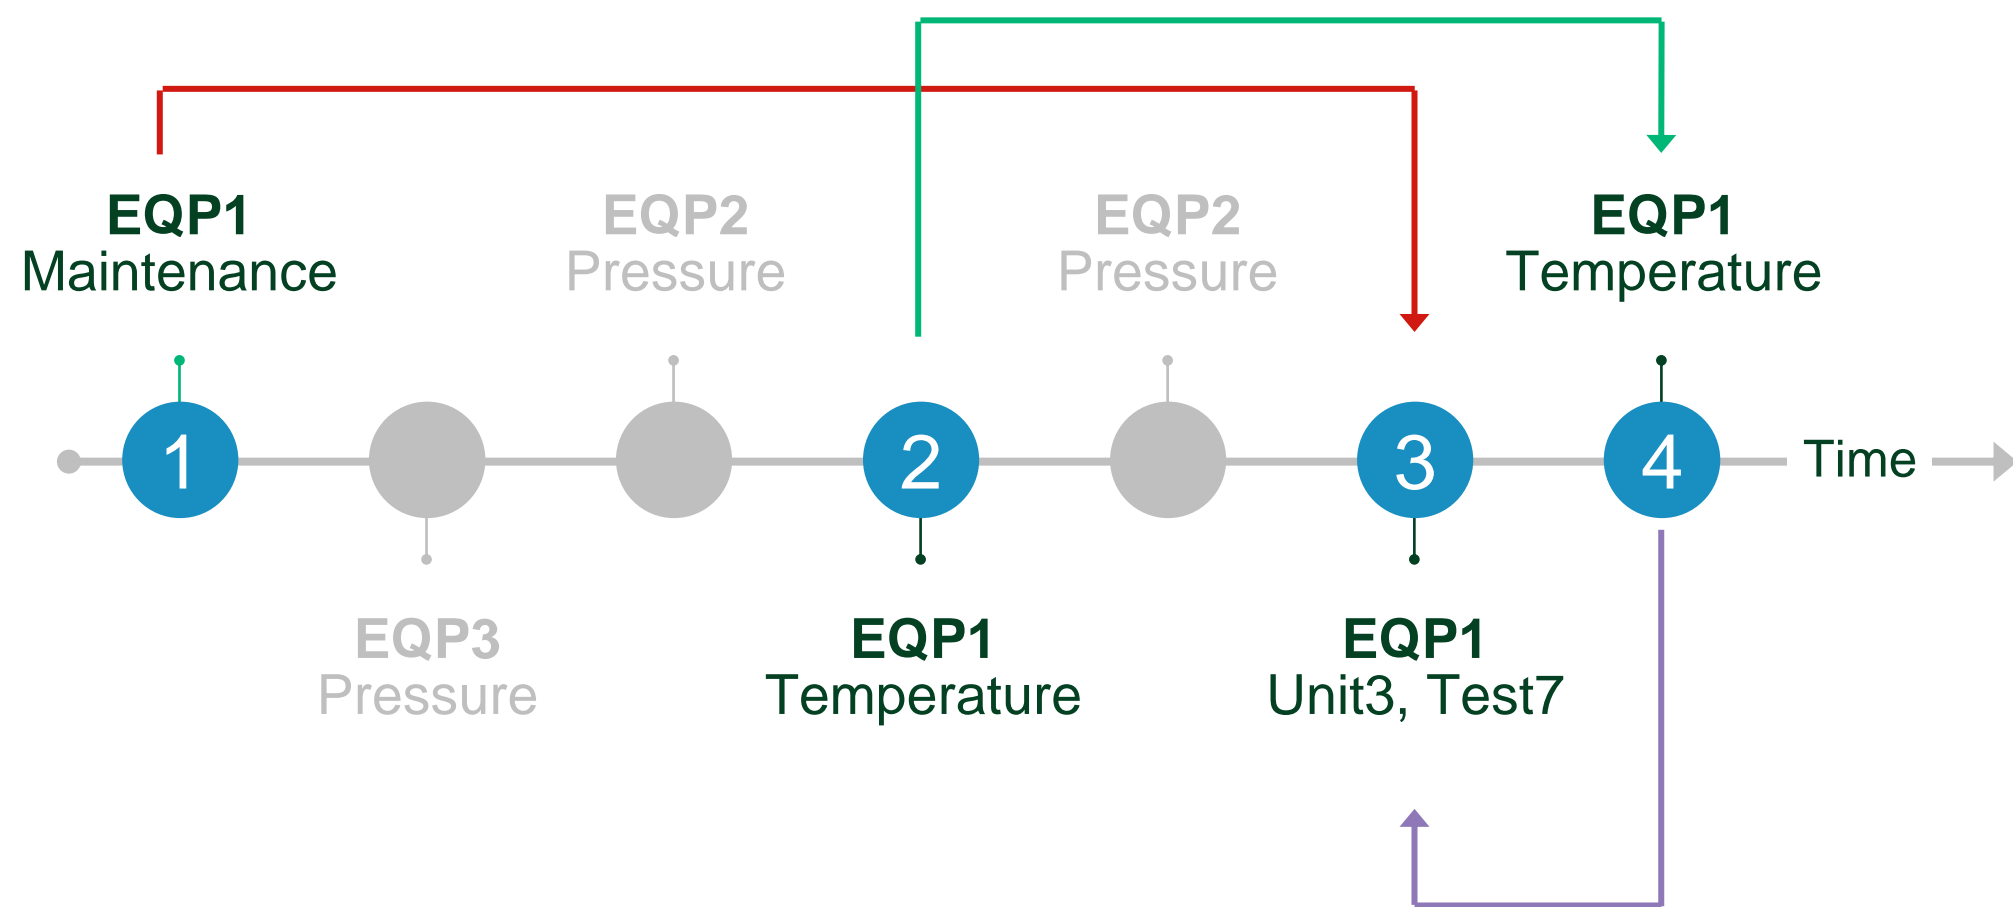 EQP1
Maintenance
EQP2
Pressure
EQP2
Pressure
EQP1
Temperature
1
2
3
4
Time
EQP3
Pressure
EQP1
Temperature
EQP1
Unit3, Test7